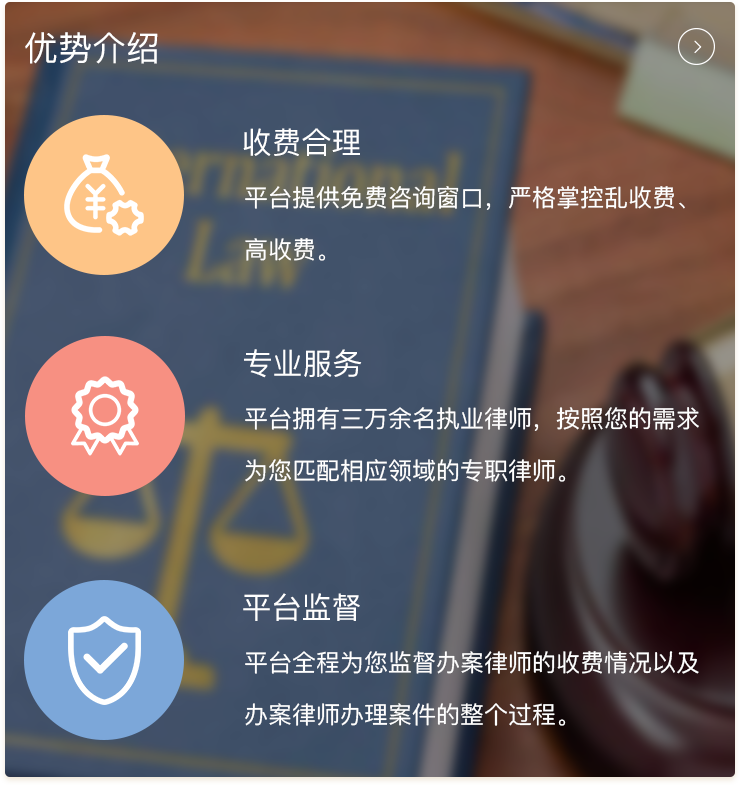 优势介绍
收费合理
平台提供免费咨询窗口，严格掌控乱收费、
高收费。
专业服务
平台拥有三万余名执业律师，按照您的需求
为您匹配相应领域的专职律师。
平台监督
平台全程为您监督办案律师的收费情况以及
办案律师办理案件的整个过程。
International
Law